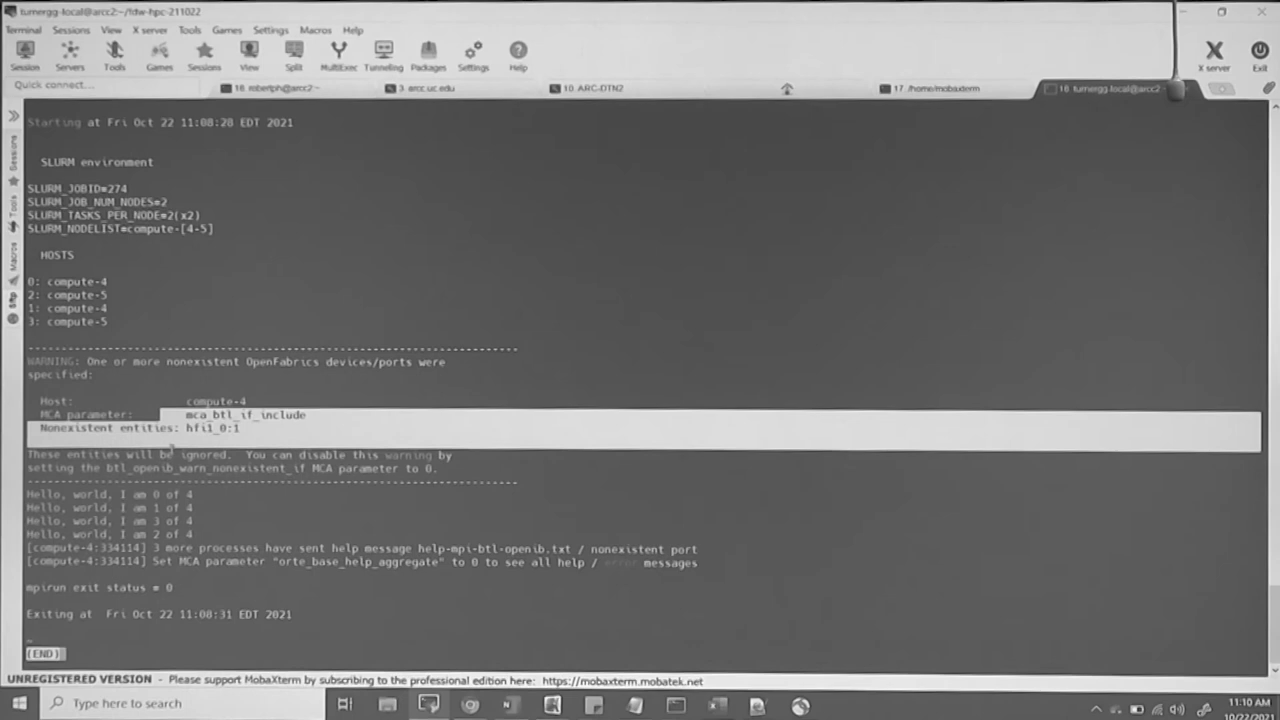 turnergg-local@arcc2:~/fdw-hpc-211022
Terminal Sessions View X server Tools Games Settings Macros Help
Session Servers Tools Games Sessions View Split MultiExec Tunneling Packages Settings Help X server Exit
Quick connect... 3. arcc.uc.edu 10. ARC-DTN2 17. /home/mobaxterm 18. turnergg-local@arcc2
Sessions
Tools
Macros
Starting at Fri Oct 22 11:08:28 EDT 2021
SLURM environment
SLURM_JOBID=274
SLURM_JOB_NUM_NODES=2
SLURM_TASKS_PER_NODE=2(x2)
SLURM_NODELIST=compute-[4-5]
HOSTS
0: compute-4
2: compute-5
1: compute-4
3: compute-5
--------------------------------------------------------------------------
WARNING: One or more nonexistent OpenFabrics devices/ports were
specified:
Host: compute-4
MCA parameter: mca_btl_if_include
Nonexistent entities: hfi1_0:1
These entities will be ignored. You can disable this warning by
setting the btl_openib_warn_nonexistent_if MCA parameter to 0.
--------------------------------------------------------------------------
Hello, world, I am 0 of 4
Hello, world, I am 1 of 4
Hello, world, I am 3 of 4
Hello, world, I am 2 of 4
[compute-4:334114] 3 more processes have sent help message help-mpi-btl-openib.txt / nonexistent port
[compute-4:334114] Set MCA parameter "orte_base_help_aggregate" to 0 to see all help / error messages
mpirun exit status = 0
Exiting at Fri Oct 22 11:08:31 EDT 2021
~
(END)
UNREGISTERED VERSION - Please support MobaXterm by subscribing to the professional edition here: https://mobaxterm.mobatek.net
Type here to search
11:10 AM